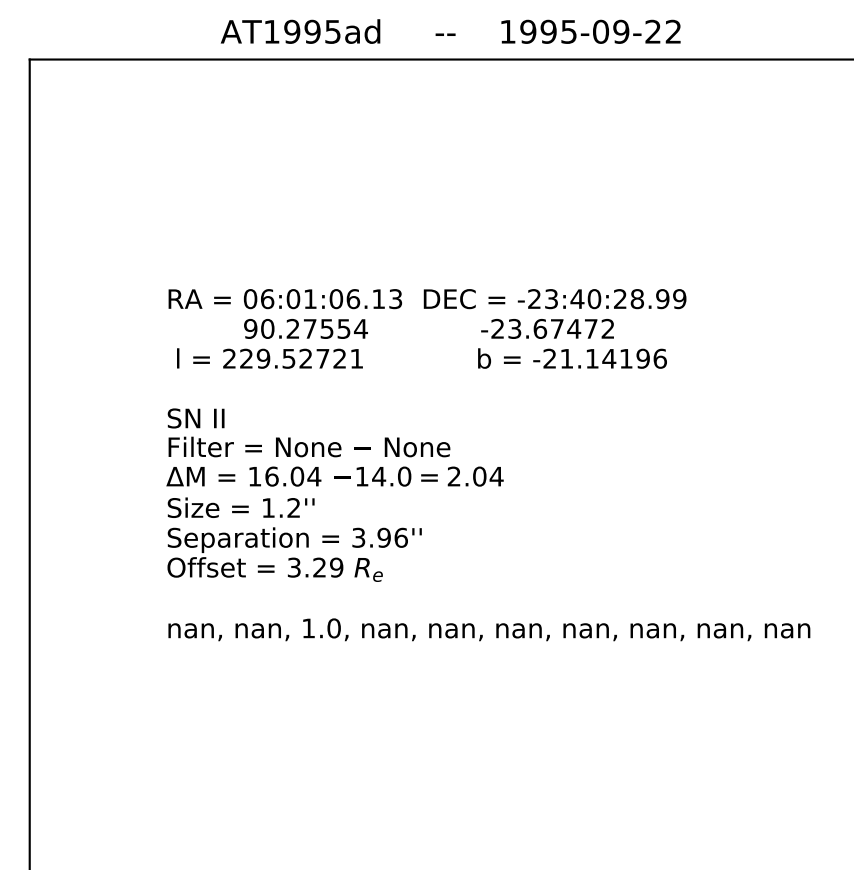 AT1995ad -- 1995-09-22
RA = 06:01:06.13 DEC = -23:40:28.99
90.27554 -23.67472
l = 229.52721 b = -21.14196
SN II
Filter = None − None
ΔM = 16.04 −14.0 = 2.04
Size = 1.2''
Separation = 3.96''
Offset = 3.29 Rₑ
nan, nan, 1.0, nan, nan, nan, nan, nan, nan, nan